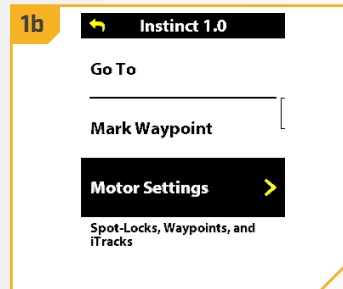 1b
Instinct 1.0
Go To
Mark Waypoint
Motor Settings
Spot-Locks, Waypoints, and
iTracks